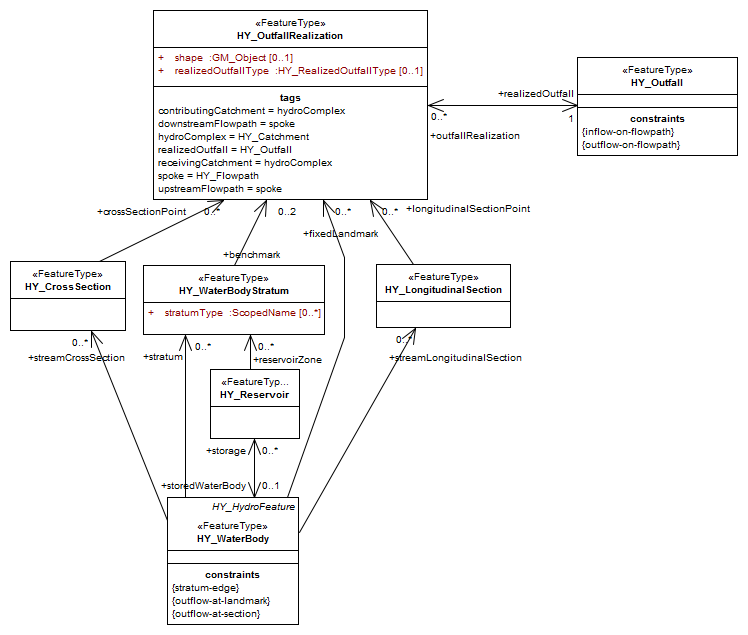 «FeatureType»
HY_OutfallRealization
+ shape :GM_Object [0..1]
+ realizedOutfallType :HY_RealizedOutfallType [0..1]
tags
contributingCatchment = hydroComplex
downstreamFlowpath = spoke
hydroComplex = HY_Catchment
realizedOutfall = HY_Outfall
receivingCatchment = hydroComplex
spoke = HY_Flowpath
upstreamFlowpath = spoke
+realizedOutfall
0..*
1
+outfallRealization
«FeatureType»
HY_Outfall
constraints
{inflow-on-flowpath}
{outflow-on-flowpath}
+crossSectionPoint
0..*
0..2
0..*
0..*
+longitudinalSectionPoint
+fixedLandmark
+benchmark
«FeatureType»
HY_CrossSection
«FeatureType»
HY_WaterBodyStratum
+ stratumType :ScopedName [0..*]
«FeatureType»
HY_LongitudinalSection
0..*
+streamCrossSection
+stratum
0..*
0..*
+reservoirZone
0..*
+streamLongitudinalSection
«FeatureTyp...
HY_Reservoir
+storage
0..*
+storedWaterBody
0..1
HY_HydroFeature
«FeatureType»
HY_WaterBody
constraints
{stratum-edge}
{outflow-at-landmark}
{outflow-at-section}